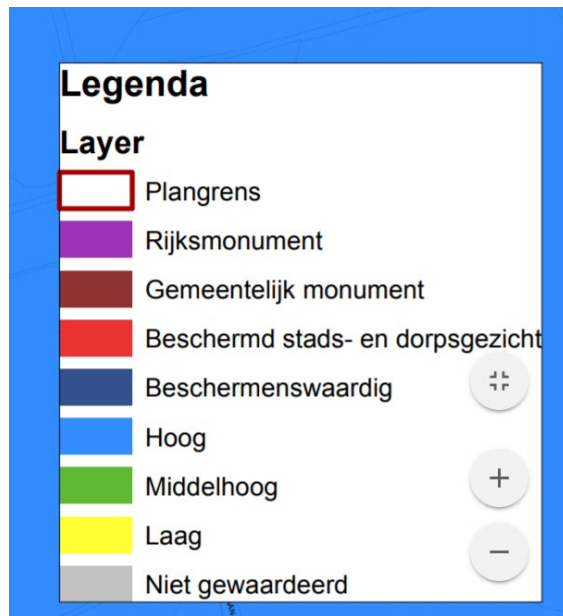 Legenda
Layer
Plangrens
Rijksmonument
Gemeentelijk monument
Beschermd stads- en dorpsgezicht
Beschermenswaardig
Hoog
Middelhoog
Laag
Niet gewaardeerd